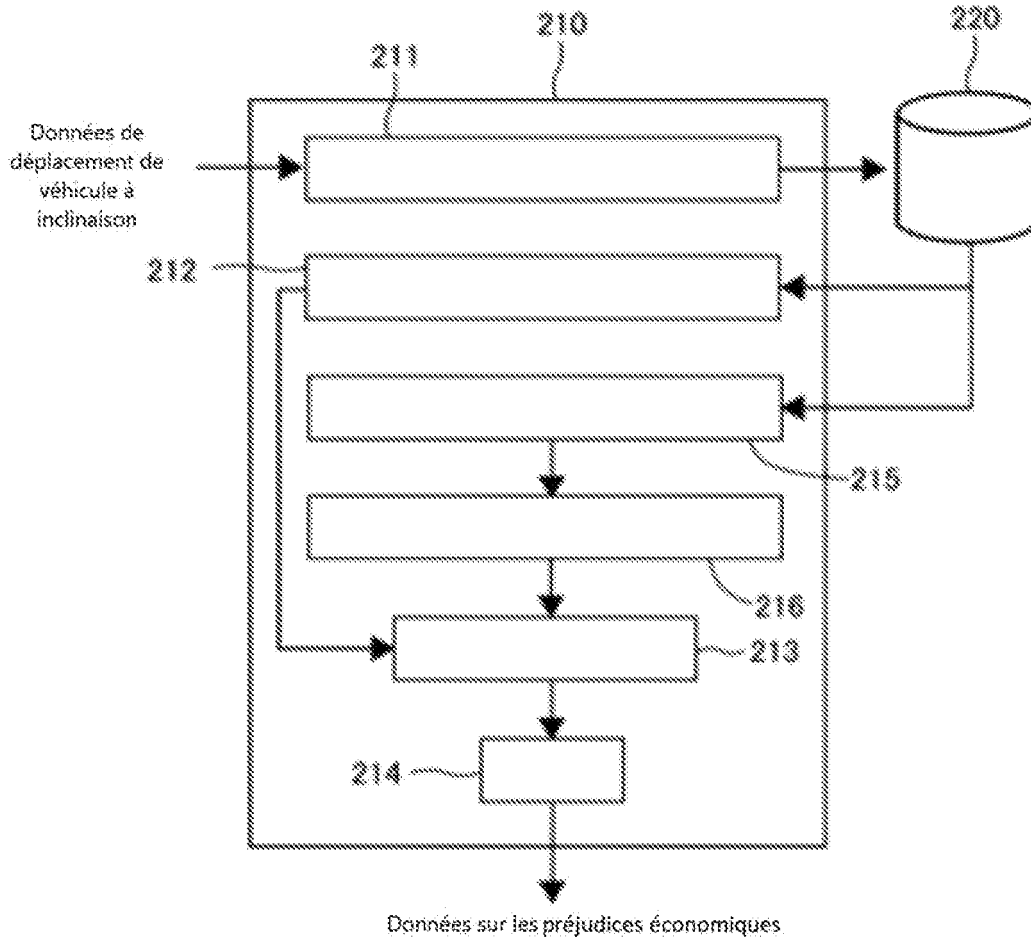 210
220
211
Données de
déplacement de
véhicule à
inclinaison
212
215
216
213
214
Données sur les préjudices économiques